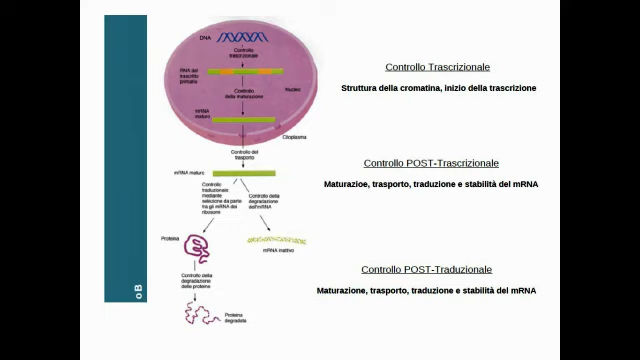 DNA
Controllo
trascrizionale
RNA del
trascritto
primario
Nucleo
Controllo
della maturazione
mRNA
maturo
Citoplasma
Controllo del
trasporto
mRNA maturo
Controllo
traduzionale
mediante
selezione da parte
tra gli mRNA dei
ribosomi
Controllo della
degradazione
dell'mRNA
Proteina
mRNA inattivo
Controllo della
degradazione
delle proteine
Proteina
degradata
Controllo Trascrizionale
Struttura della cromatina, inizio della trascrizione
Controllo POST-Trascrizionale
Maturazioe, trasporto, traduzione e stabilità del mRNA
Controllo POST-Traduzionale
Maturazione, trasporto, traduzione e stabilità del mRNA
oB